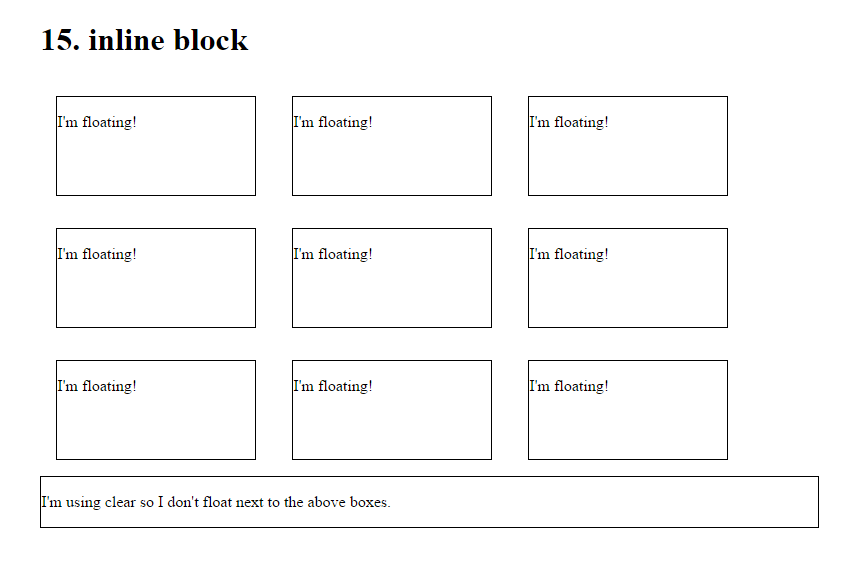 15. inline block
I'm floating! I'm floating! I'm floating!
I'm floating! I'm floating! I'm floating!
I'm floating! I'm floating! I'm floating!
I'm using clear so I don't float next to the above boxes.